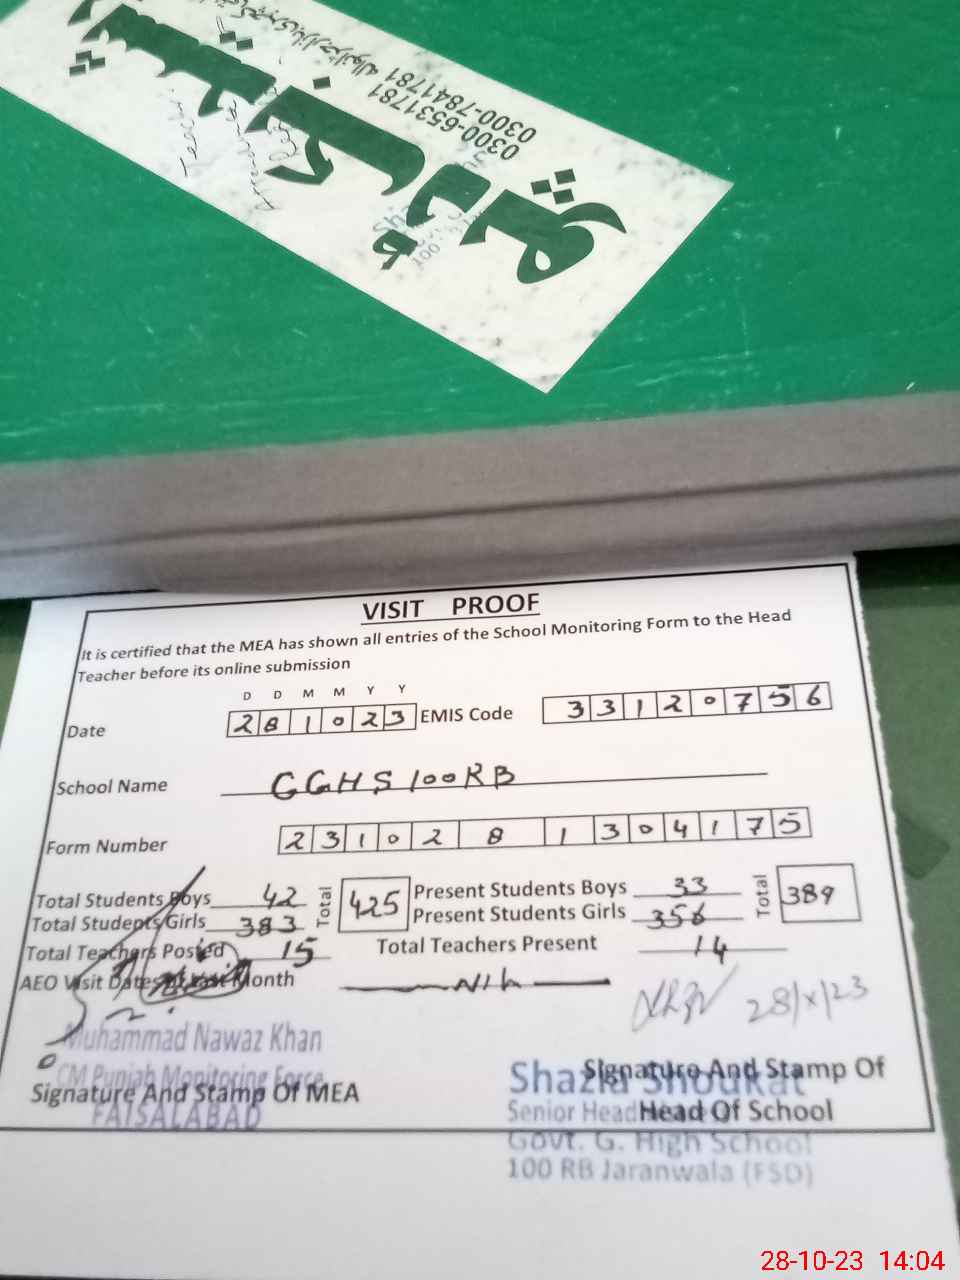 0300-6531781
0300-7841781
VISIT PROOF
It is certified that the MEA has shown all entries of the School Monitoring Form to the Head
Teacher before its online submission
D D M M Y Y
Date 281023 EMIS Code 33120756
School Name GGHS 100RB
Form Number 2310281304175
Total Students Boys 42 Total 425 Present Students Boys 33 Total 389
Total Students Girls 383 Present Students Girls 356
Total Teachers Posted 15 Total Teachers Present 14
AEO Visit Dates of Last Month Nil
28/x/23
Muhammad Nawaz Khan
CM Punjab Monitoring Force
FAISALABAD
Signature And Stamp Of MEA
Signature And Stamp Of
Head Of School
Shazia Shoukat
Senior Head
Govt. G. High School
100 RB Jaranwala (FSD)
28-10-23 14:04